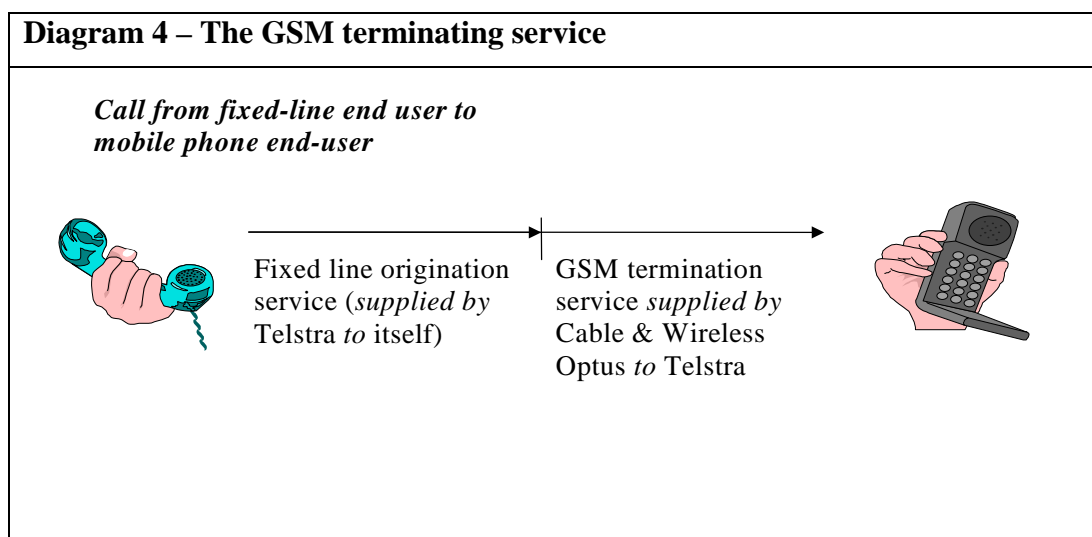 Diagram 4 – The GSM terminating service
Call from fixed-line end user to
mobile phone end-user
Fixed line origination
service (supplied by
Telstra to itself)
GSM termination
service supplied by
Cable & Wireless
Optus to Telstra